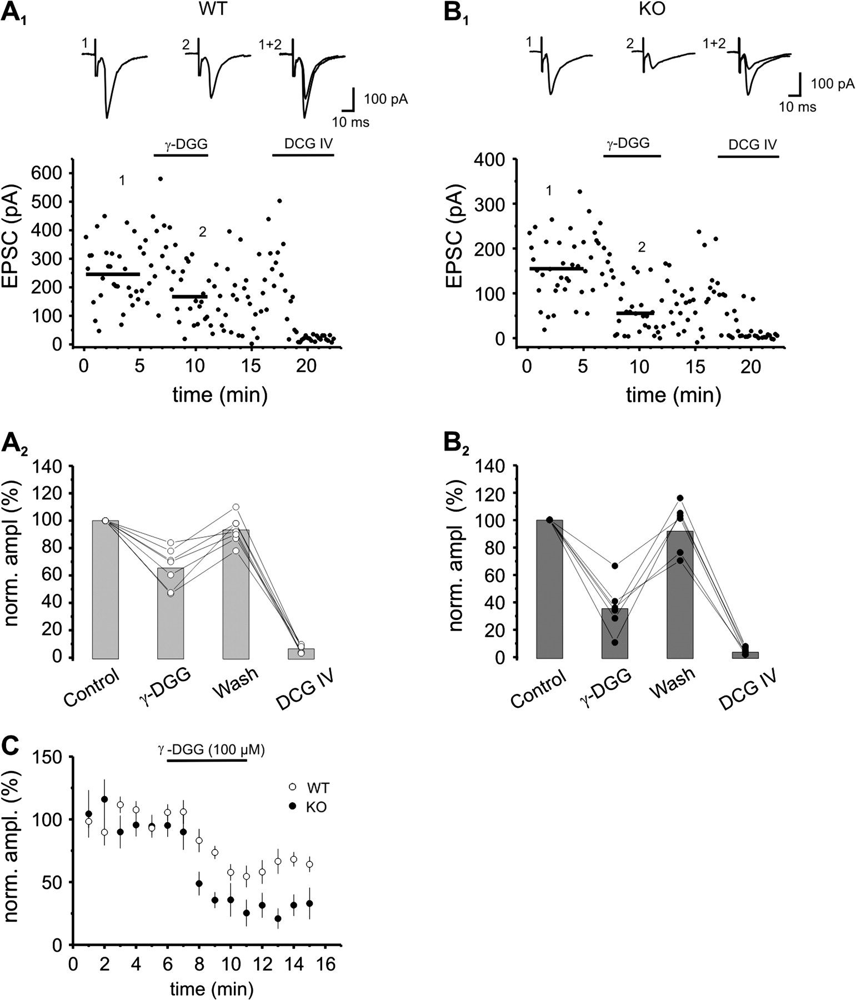 A1 WT
1 2 1+2
100 pA
10 ms
γ-DGG DCG IV
1
2
EPSC (pA)
600
500
400
300
200
100
0
0 5 10 15 20
time (min)
B1 KO
1 2 1+2
100 pA
10 ms
γ-DGG DCG IV
1
2
EPSC (pA)
400
300
200
100
0
0 5 10 15 20
time (min)
A2
norm. ampl (%)
140
120
100
80
60
40
20
0
Control γ-DGG Wash DCG IV
B2
norm. ampl (%)
140
120
100
80
60
40
20
0
Control γ-DGG Wash DCG IV
C
γ -DGG (100 µM)
WT
KO
norm. ampl. (%)
150
100
50
0
0 2 4 6 8 10 12 14 16
time (min)